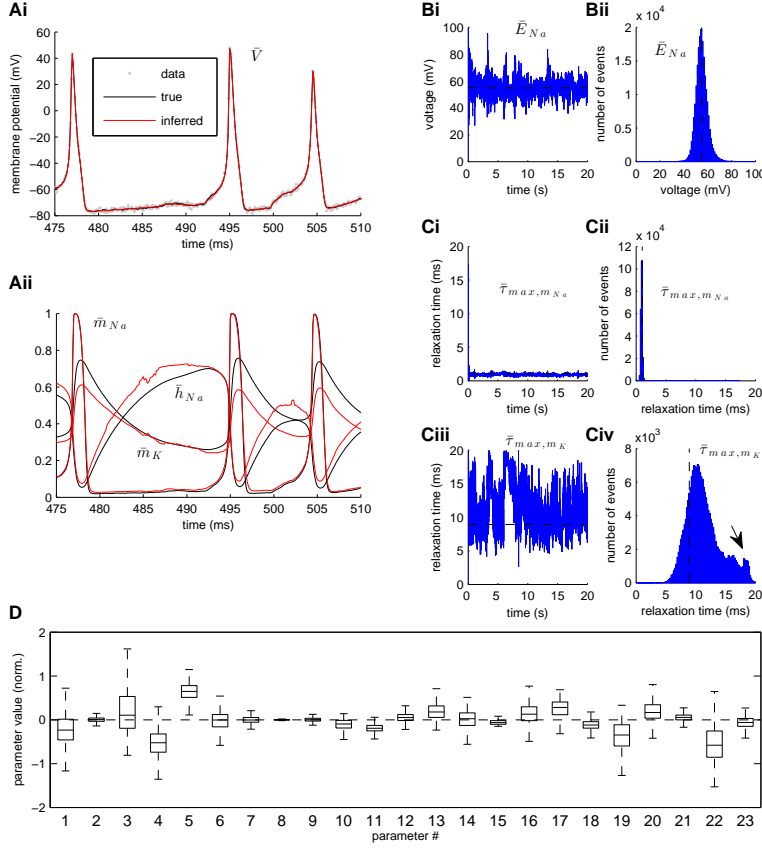 Ai
membrane potential (mV)
60
40
20
0
−20
−40
−60
−80
V̄
data
true
inferred
475 480 485 490 495 500 505 510
time (ms)
Aii
1
0.8
0.6
0.4
0.2
0
m̄Na
h̄Na
m̄K
475 480 485 490 495 500 505 510
time (ms)
Bi
ĒNa
voltage (mV)
100
80
60
40
20
0
0 5 10 15 20
time (s)
Bii
x 10⁴
ĒNa
number of events
2
1.5
1
0.5
0
0 20 40 60 80 100
voltage (mV)
Ci
relaxation time (ms)
20
15
10
5
0
τ̄max,mNa
0 5 10 15 20
time (s)
Cii
x 10⁴
number of events
12
10
8
6
4
2
0
τ̄max,mNa
0 5 10 15 20
relaxation time (ms)
Ciii
relaxation time (ms)
20
15
10
5
0
τ̄max,mK
0 5 10 15 20
time (s)
Civ
x 10³
number of events
8
6
4
2
0
τ̄max,mK
0 5 10 15 20
relaxation time (ms)
D
parameter value (norm.)
2
1
0
−1
−2
1 2 3 4 5 6 7 8 9 10 11 12 13 14 15 16 17 18 19 20 21 22 23
parameter #